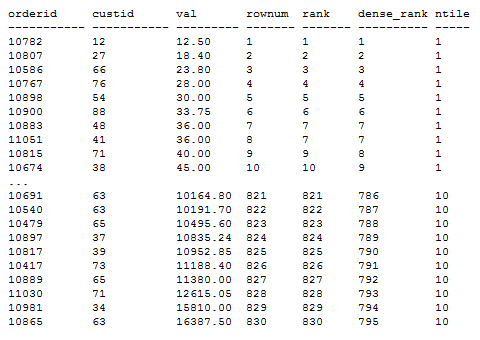 orderid custid val rownum rank dense_rank ntile
----------- ----------- --------- ------- ------- ---------- -----
10782 12 12.50 1 1 1 1
10807 27 18.40 2 2 2 1
10586 66 23.80 3 3 3 1
10767 76 28.00 4 4 4 1
10898 54 30.00 5 5 5 1
10900 88 33.75 6 6 6 1
10883 48 36.00 7 7 7 1
11051 41 36.00 8 7 7 1
10815 71 40.00 9 9 8 1
10674 38 45.00 10 10 9 1
...
10691 63 10164.80 821 821 786 10
10540 63 10191.70 822 822 787 10
10479 65 10495.60 823 823 788 10
10897 37 10835.24 824 824 789 10
10817 39 10952.85 825 825 790 10
10417 73 11188.40 826 826 791 10
10889 65 11380.00 827 827 792 10
11030 71 12615.05 828 828 793 10
10981 34 15810.00 829 829 794 10
10865 63 16387.50 830 830 795 10